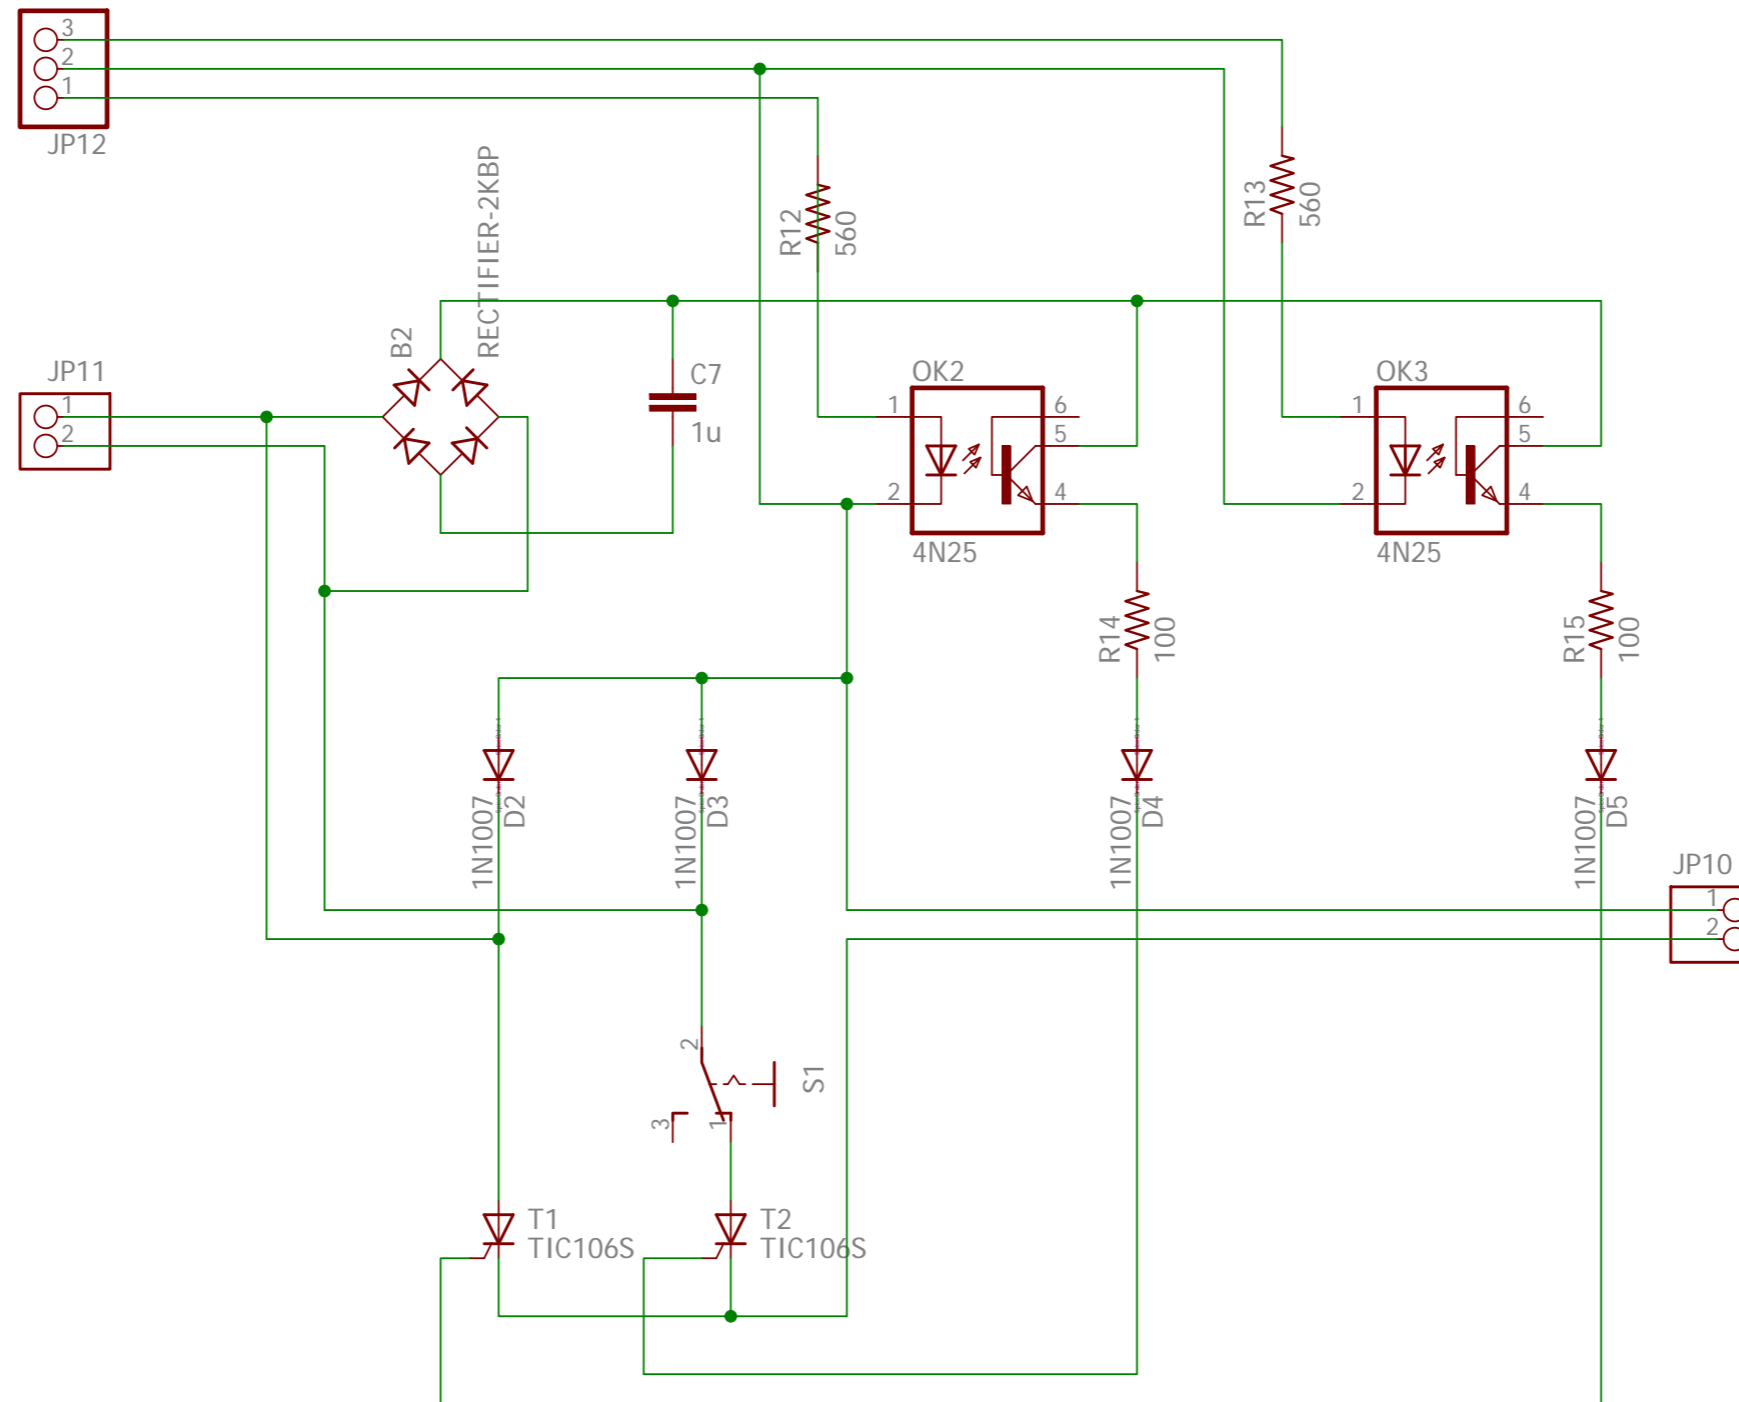 3
2
1
JP12
RECTIFIER-2KBP
B2
R12
560
R13
560
JP11
1
2
C7
1u
OK2
1
2
6
5
4
4N25
OK3
1
2
6
5
4
4N25
R14
100
R15
100
1N1007
D2
1N1007
D3
1N1007
D4
1N1007
D5
JP10
1
2
2
3
1
S1
T1
TIC106S
T2
TIC106S